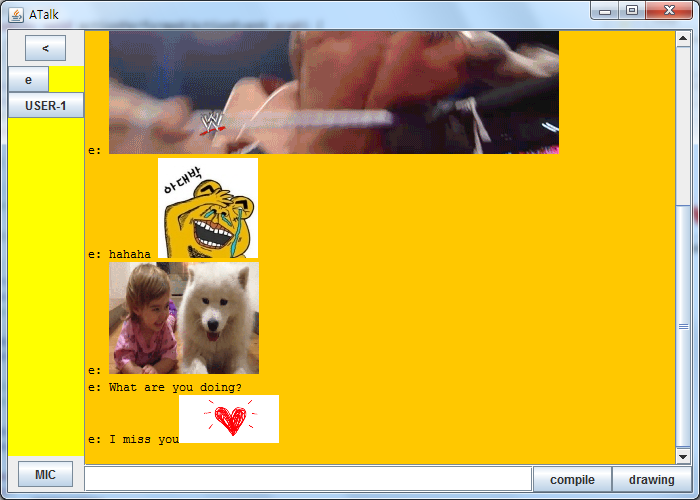 ATalk
<
e
USER-1
W
e:
아대박
e: hahaha
e:
e: What are you doing?
e: I miss you
MIC
compile
drawing